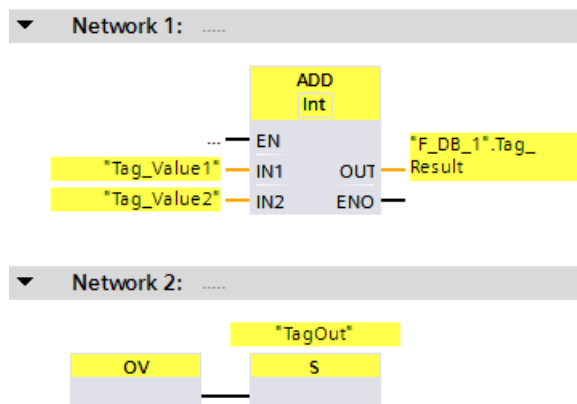 Network 1: .....
ADD
Int
... EN
"Tag_Value1" IN1 OUT "F_DB_1".Tag_
Result
"Tag_Value2" IN2 ENO
Network 2: .....
"TagOut"
OV S